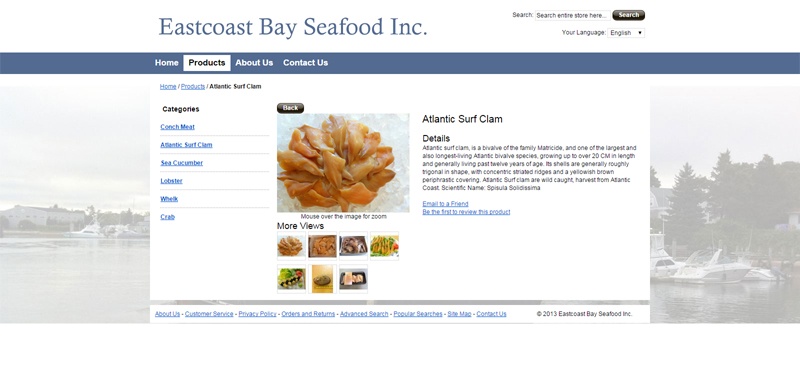 Eastcoast Bay Seafood Inc.
Search: Search entire store here... Search
Your Language: English
Home Products About Us Contact Us
Home / Products / Atlantic Surf Clam
Categories
Conch Meat
Atlantic Surf Clam
Sea Cucumber
Lobster
Whelk
Crab
Back
Mouse over the image for zoom
More Views
Atlantic Surf Clam
Details
Atlantic surf clam, is a bivalve of the family Matricide, and one of the largest and
also longest-living Atlantic bivalve species, growing up to over 20 CM in length
and generally living past twelve years of age. Its shells are generally roughly
trigonal in shape, with concentric striated ridges and a yellowish brown
periphrastic covering. Atlantic Surf clam are wild caught, harvest from Atlantic
Coast. Scientific Name: Spisula Solidissima
Email to a Friend
Be the first to review this product
About Us - Customer Service - Privacy Policy - Orders and Returns - Advanced Search - Popular Searches - Site Map - Contact Us
© 2013 Eastcoast Bay Seafood Inc.